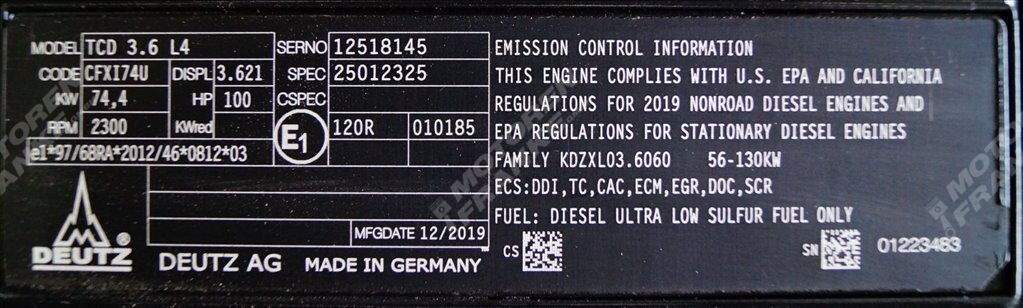 MODEL TCD 3.6 L4 SERNO 12518145
CODE CFXI74U DISPL 3.621 SPEC 25012325
KW 74,4 HP 100 CSPEC
RPM 2300 KWred E1 120R 010185
e1*97/68RA*2012/46*0812*03
MFGDATE 12/2019
DEUTZ
DEUTZ AG MADE IN GERMANY
EMISSION CONTROL INFORMATION
THIS ENGINE COMPLIES WITH U.S. EPA AND CALIFORNIA
REGULATIONS FOR 2019 NONROAD DIESEL ENGINES AND
EPA REGULATIONS FOR STATIONARY DIESEL ENGINES
FAMILY KDZXL03.6060 56-130KW
ECS:DDI,TC,CAC,ECM,EGR,DOC,SCR
FUEL: DIESEL ULTRA LOW SULFUR FUEL ONLY
CS SN 01223483